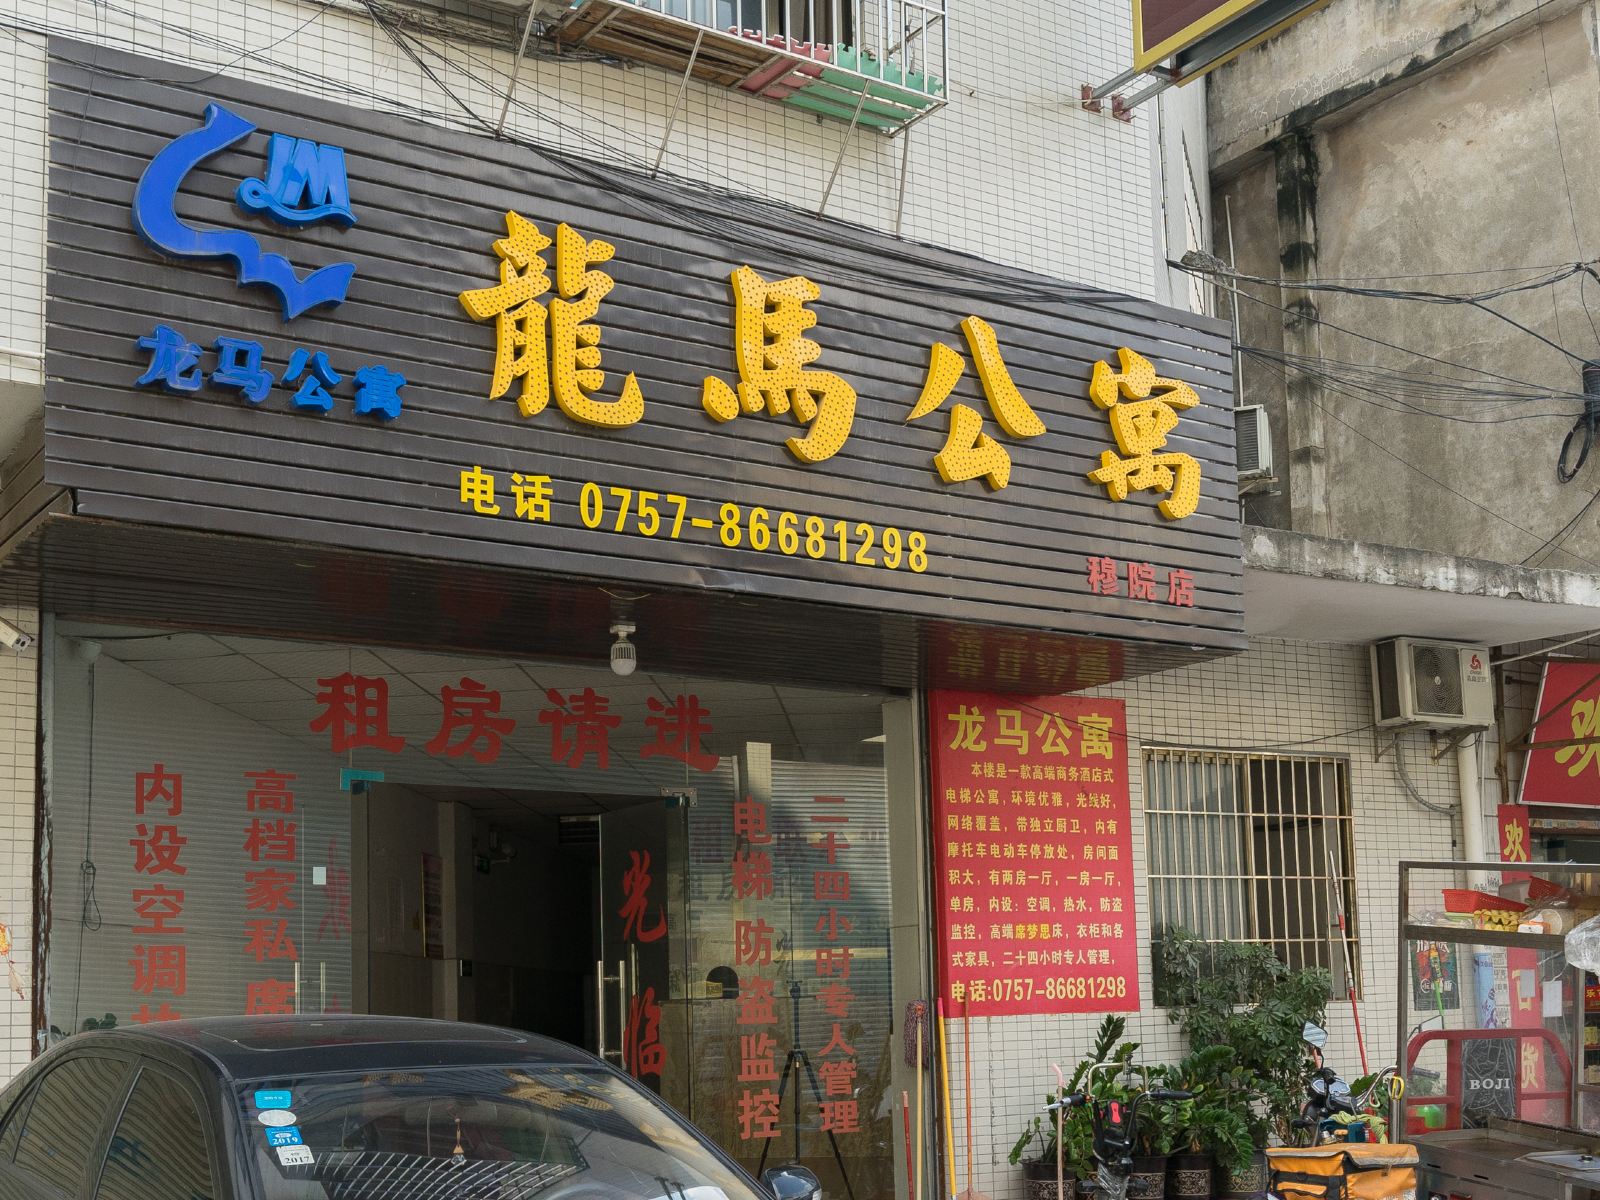 JM
龙马公寓
龍馬公寓
电话 0757-86681298
穆院店
租房请进
内设空调
高档家私席
光临
电梯防盗监控
二十四小时专人管理
龙马公寓
本楼是一款高端商务酒店式
电梯公寓，环境优雅，光线好，
网络覆盖，带独立厨卫，内有
摩托车电动车停放处，房间面
积大，有两房一厅，一房一厅，
单房，内设：空调，热水，防盗
监控，高端席梦思床，衣柜和各
式家具，二十四小时专人管理，
电话:0757-86681298
欢
欢
货
BOJI
2019
2017